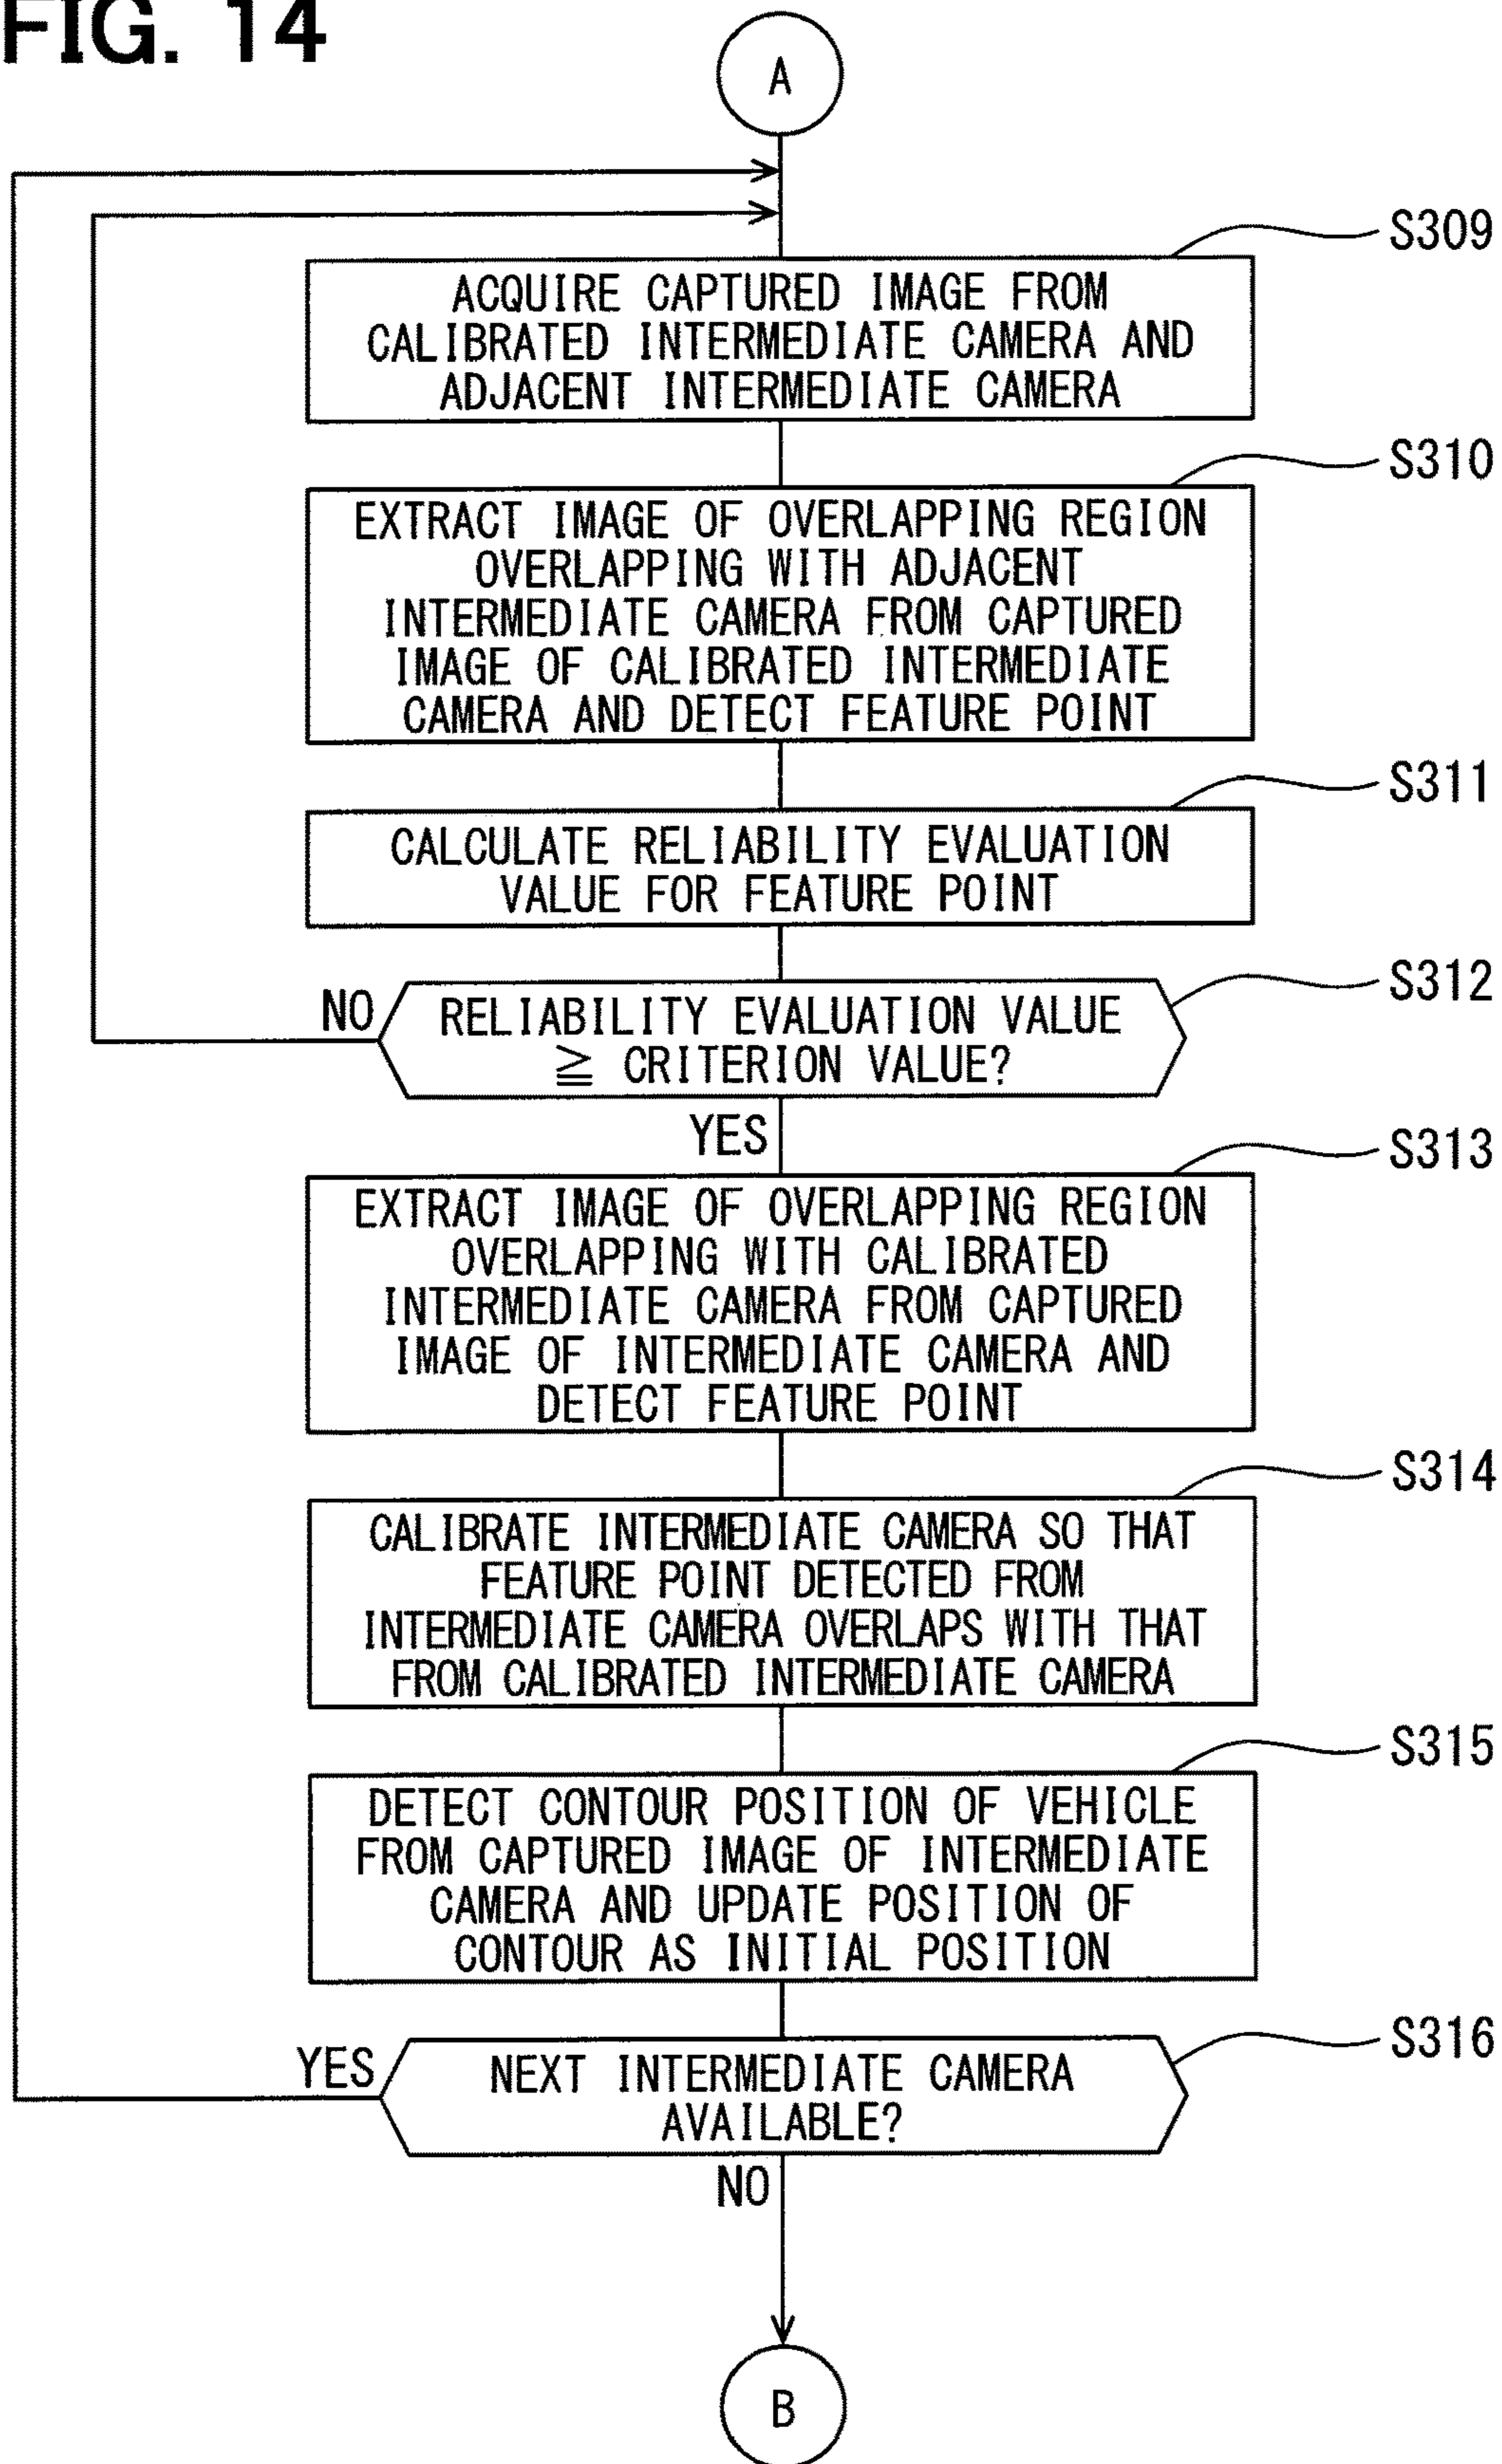 FIG. 14
A
S309
ACQUIRE CAPTURED IMAGE FROM
CALIBRATED INTERMEDIATE CAMERA AND
ADJACENT INTERMEDIATE CAMERA
S310
EXTRACT IMAGE OF OVERLAPPING REGION
OVERLAPPING WITH ADJACENT
INTERMEDIATE CAMERA FROM CAPTURED
IMAGE OF CALIBRATED INTERMEDIATE
CAMERA AND DETECT FEATURE POINT
S311
CALCULATE RELIABILITY EVALUATION
VALUE FOR FEATURE POINT
S312
NO
RELIABILITY EVALUATION VALUE
≧ CRITERION VALUE?
YES
S313
EXTRACT IMAGE OF OVERLAPPING REGION
OVERLAPPING WITH CALIBRATED
INTERMEDIATE CAMERA FROM CAPTURED
IMAGE OF INTERMEDIATE CAMERA AND
DETECT FEATURE POINT
S314
CALIBRATE INTERMEDIATE CAMERA SO THAT
FEATURE POINT DETECTED FROM
INTERMEDIATE CAMERA OVERLAPS WITH THAT
FROM CALIBRATED INTERMEDIATE CAMERA
S315
DETECT CONTOUR POSITION OF VEHICLE
FROM CAPTURED IMAGE OF INTERMEDIATE
CAMERA AND UPDATE POSITION OF
CONTOUR AS INITIAL POSITION
S316
YES
NEXT INTERMEDIATE CAMERA
AVAILABLE?
NO
B